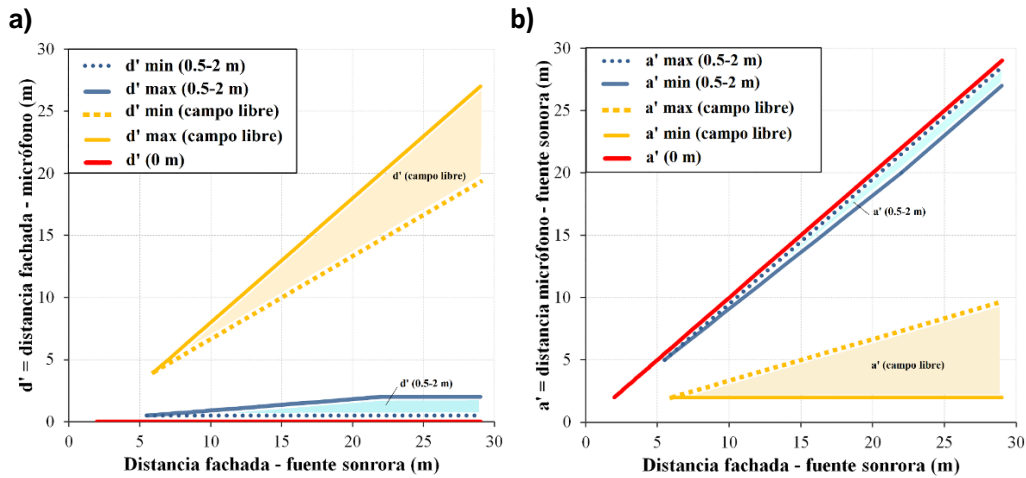 a)
d' min (0.5-2 m)
d' max (0.5-2 m)
d' min (campo libre)
d' max (campo libre)
d' (0 m)
d' (campo libre)
d' (0.5-2 m)
d' = distancia fachada - micrófono (m)
30
25
20
15
10
5
0
0 5 10 15 20 25 30
Distancia fachada - fuente sonrora (m)
b)
a' max (0.5-2 m)
a' min (0.5-2 m)
a' max (campo libre)
a' min (campo libre)
a' (0 m)
a' (0.5-2 m)
a' (campo libre)
a' = distancia micrófono - fuente sonora (m)
30
25
20
15
10
5
0
0 5 10 15 20 25 30
Distancia fachada - fuente sonrora (m)